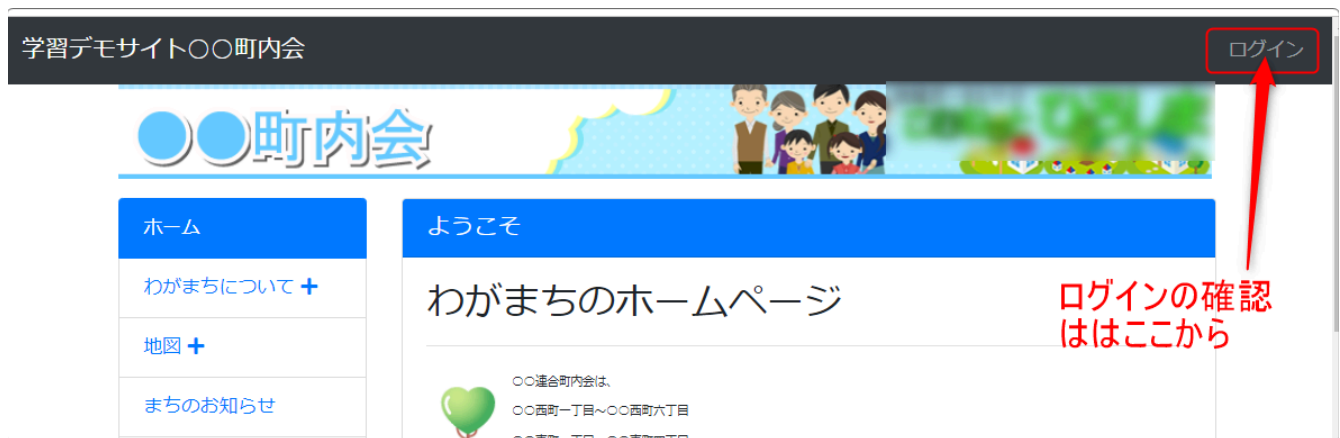 学習デモサイト○○町内会
ログイン
●●町内会
ホーム
ようこそ
わがまちについて +
わがまちのホームページ
ログインの確認
ははここから
地図 +
○○連合町内会は、
まちのお知らせ
○○西町一丁目~○○西町六丁目